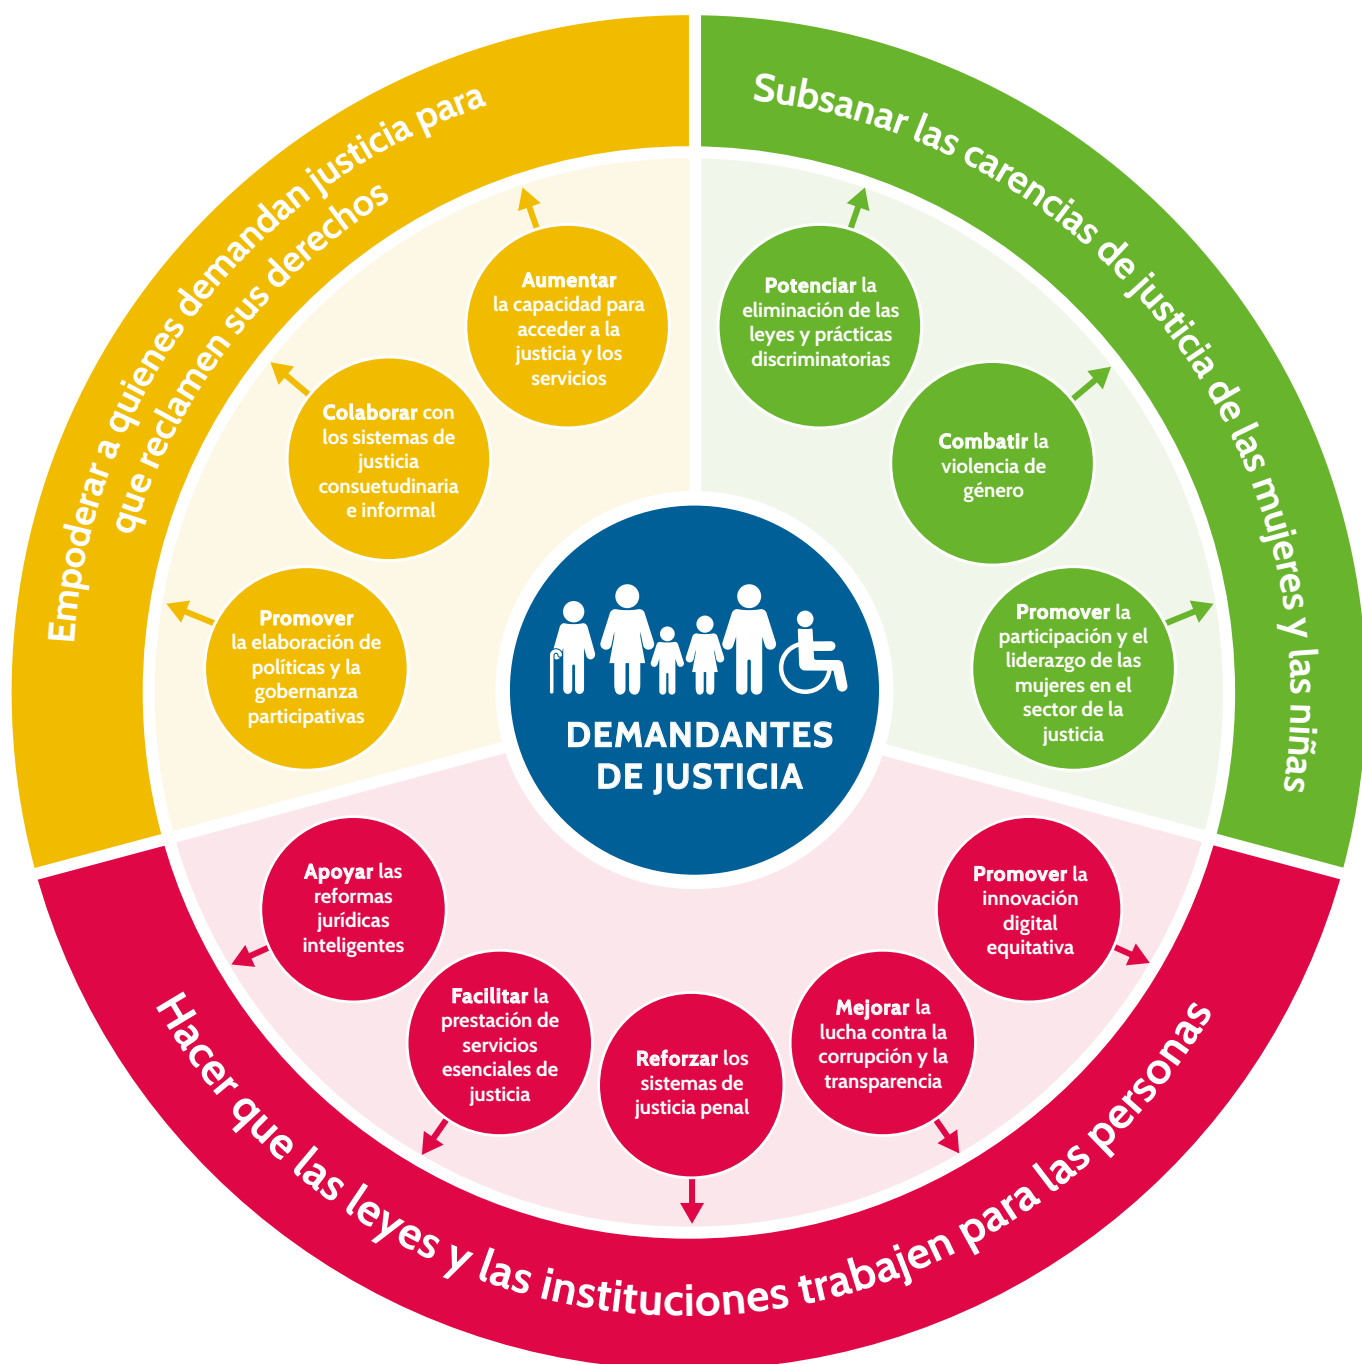 Empoderar a quienes demandan justicia para
que reclamen sus derechos
Aumentar
la capacidad para
acceder a la
justicia y los
servicios
Colaborar con
los sistemas de
justicia
consuetudinaria
e informal
Promover
la elaboración de
políticas y la
gobernanza
participativas
Subsanar las carencias de justicia de las mujeres y las niñas
Potenciar la
eliminación de las
leyes y prácticas
discriminatorias
Combatir la
violencia de
género
Promover la
participación y el
liderazgo de las
mujeres en el
sector de la
justicia
DEMANDANTES
DE JUSTICIA
Apoyar las
reformas
jurídicas
inteligentes
Facilitar la
prestación de
servicios
esenciales de
justicia
Reforzar los
sistemas de
justicia penal
Mejorar la
lucha contra la
corrupción y la
transparencia
Promover la
innovación
digital
equitativa
Hacer que las leyes y las instituciones trabajen para las personas